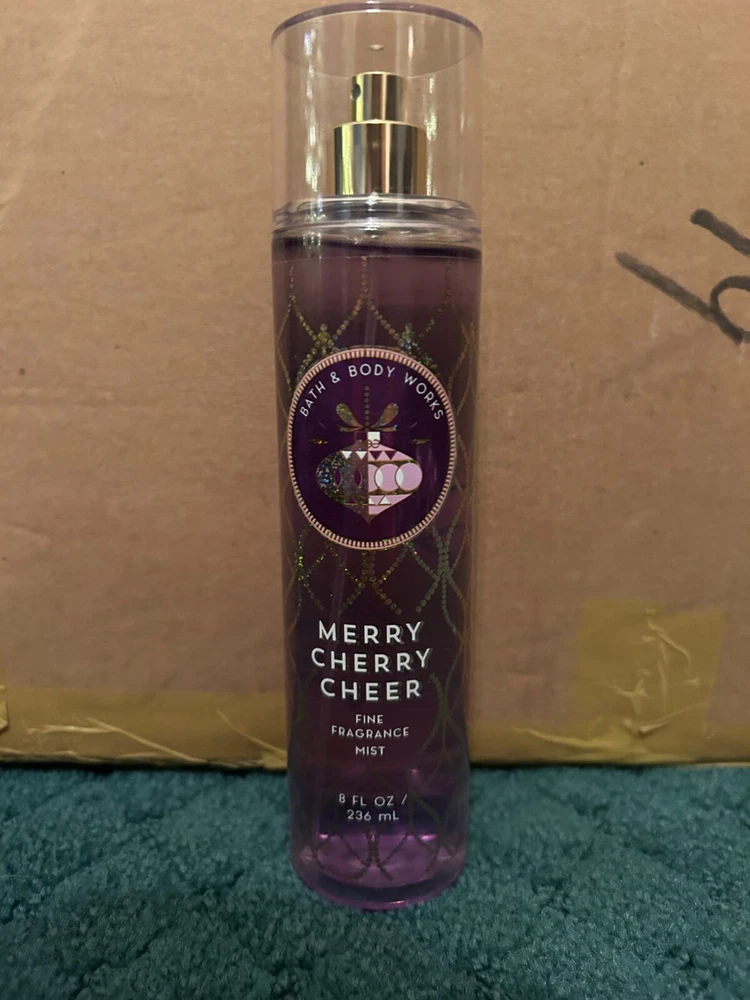 BATH & BODY WORKS
MERRY
CHERRY
CHEER
FINE
FRAGRANCE
MIST
8 FL OZ /
236 mL